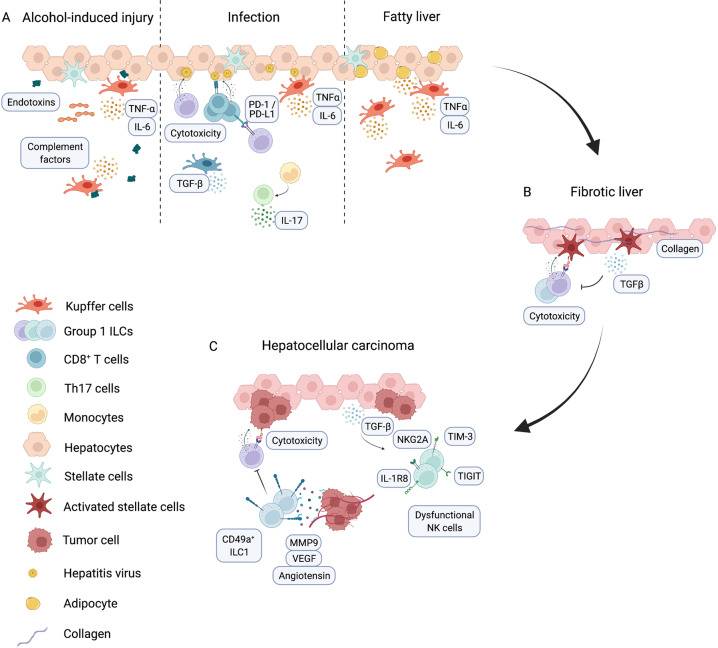 A
Alcohol-induced injury
Infection
Fatty liver
Endotoxins
TNF-α
IL-6
Complement
factors
Cytotoxicity
PD-1 /
PD-L1
TNFα
IL-6
TGF-β
IL-17
TNFα
IL-6
B
Fibrotic liver
Collagen
TGFβ
Cytotoxicity
Kupffer cells
Group 1 ILCs
CD8⁺ T cells
Th17 cells
Monocytes
Hepatocytes
Stellate cells
Activated stellate cells
Tumor cell
Hepatitis virus
Adipocyte
Collagen
C
Hepatocellular carcinoma
Cytotoxicity
TGF-β
NKG2A
TIM-3
IL-1R8
TIGIT
Dysfunctional
NK cells
CD49a⁺
ILC1
MMP9
VEGF
Angiotensin